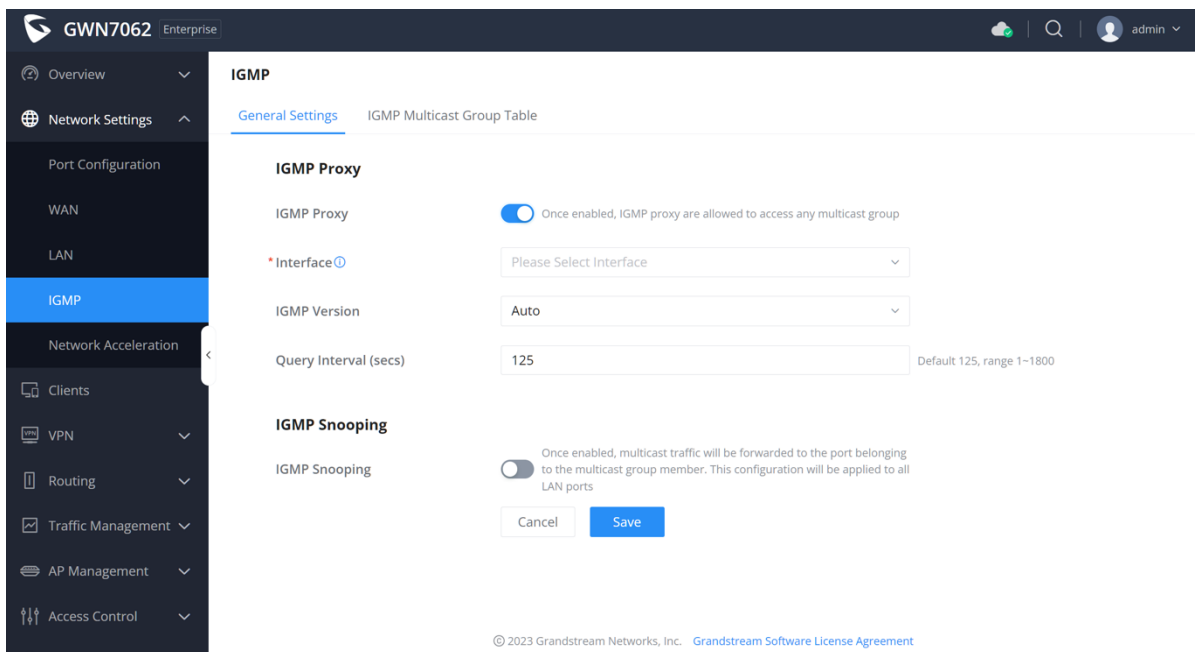 GWN7062 Enterprise
admin
Overview
Network Settings
Port Configuration
WAN
LAN
IGMP
Network Acceleration
Clients
VPN VPN
Routing
Traffic Management
AP Management
Access Control
IGMP
General Settings IGMP Multicast Group Table
IGMP Proxy
IGMP Proxy Once enabled, IGMP proxy are allowed to access any multicast group
* Interface Please Select Interface
IGMP Version Auto
Query Interval (secs) 125 Default 125, range 1~1800
IGMP Snooping
Once enabled, multicast traffic will be forwarded to the port belonging
IGMP Snooping to the multicast group member. This configuration will be applied to all
LAN ports
Cancel Save
© 2023 Grandstream Networks, Inc. Grandstream Software License Agreement